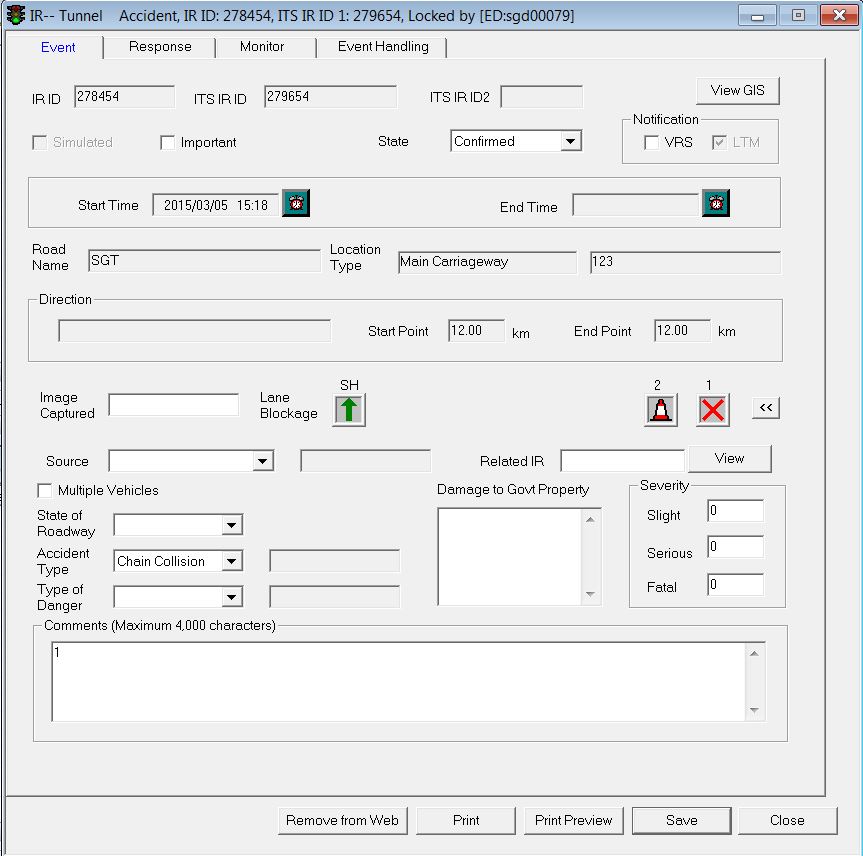 IR-- Tunnel Accident, IR ID: 278454, ITS IR ID 1: 279654, Locked by [ED:sgd00079]
Event Response Monitor Event Handling
IR ID 278454 ITS IR ID 279654 ITS IR ID2 View GIS
Notification
Simulated Important State Confirmed VRS LTM
Start Time 2015/03/05 15:18 End Time
Road Name SGT Location Type Main Carriageway 123
Direction
Start Point 12.00 km End Point 12.00 km
SH 2 1
Image Captured Lane Blockage <<
Source Related IR View
Multiple Vehicles Damage to Govt Property Severity
State of Roadway Slight 0
Accident Type Chain Collision Serious 0
Type of Danger Fatal 0
Comments (Maximum 4,000 characters)
1
Remove from Web Print Print Preview Save Close